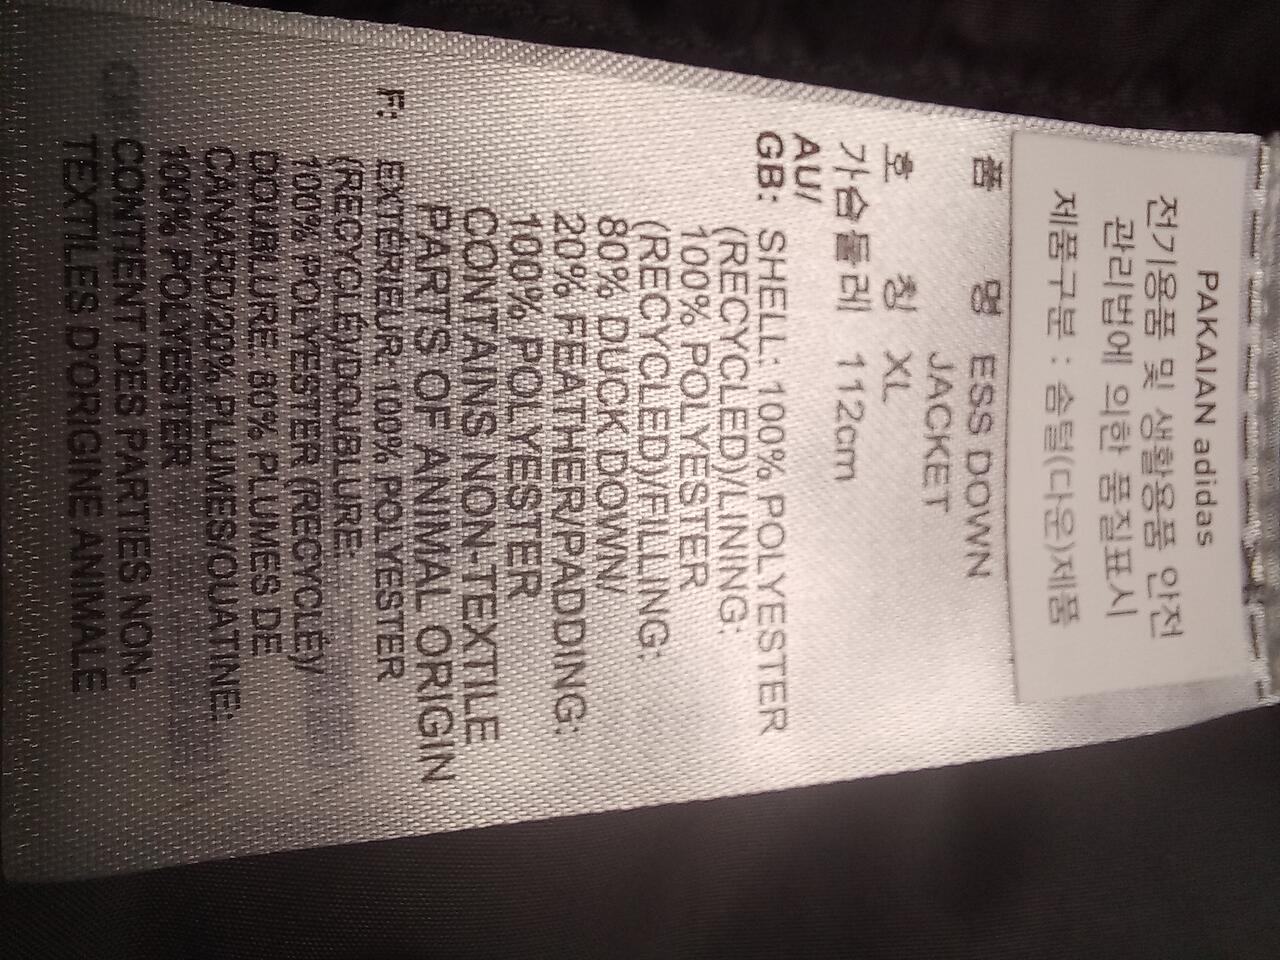 PAKAIAN adidas
전기용품 및 생활용품 안전
관리법에 의한 품질표시
제품구분 : 솜털(다운)제품
품 명 ESS DOWN
JACKET
호 칭 XL
가슴둘레 112cm
AU/
GB: SHELL: 100% POLYESTER
(RECYCLED)/LINING:
100% POLYESTER
(RECYCLED)/FILLING:
80% DUCK DOWN/
20% FEATHER/PADDING:
100% POLYESTER
CONTAINS NON-TEXTILE
PARTS OF ANIMAL ORIGIN
F: EXTÉRIEUR: 100% POLYESTER
(RECYCLÉ)/DOUBLURE:
100% POLYESTER (RECYCLÉ)/
DOUBLURE: 80% PLUMES DE
CANARD/20% PLUMES/OUATINE:
100% POLYESTER
CONTIENT DES PARTIES NON-
TEXTILES D'ORIGINE ANIMALE